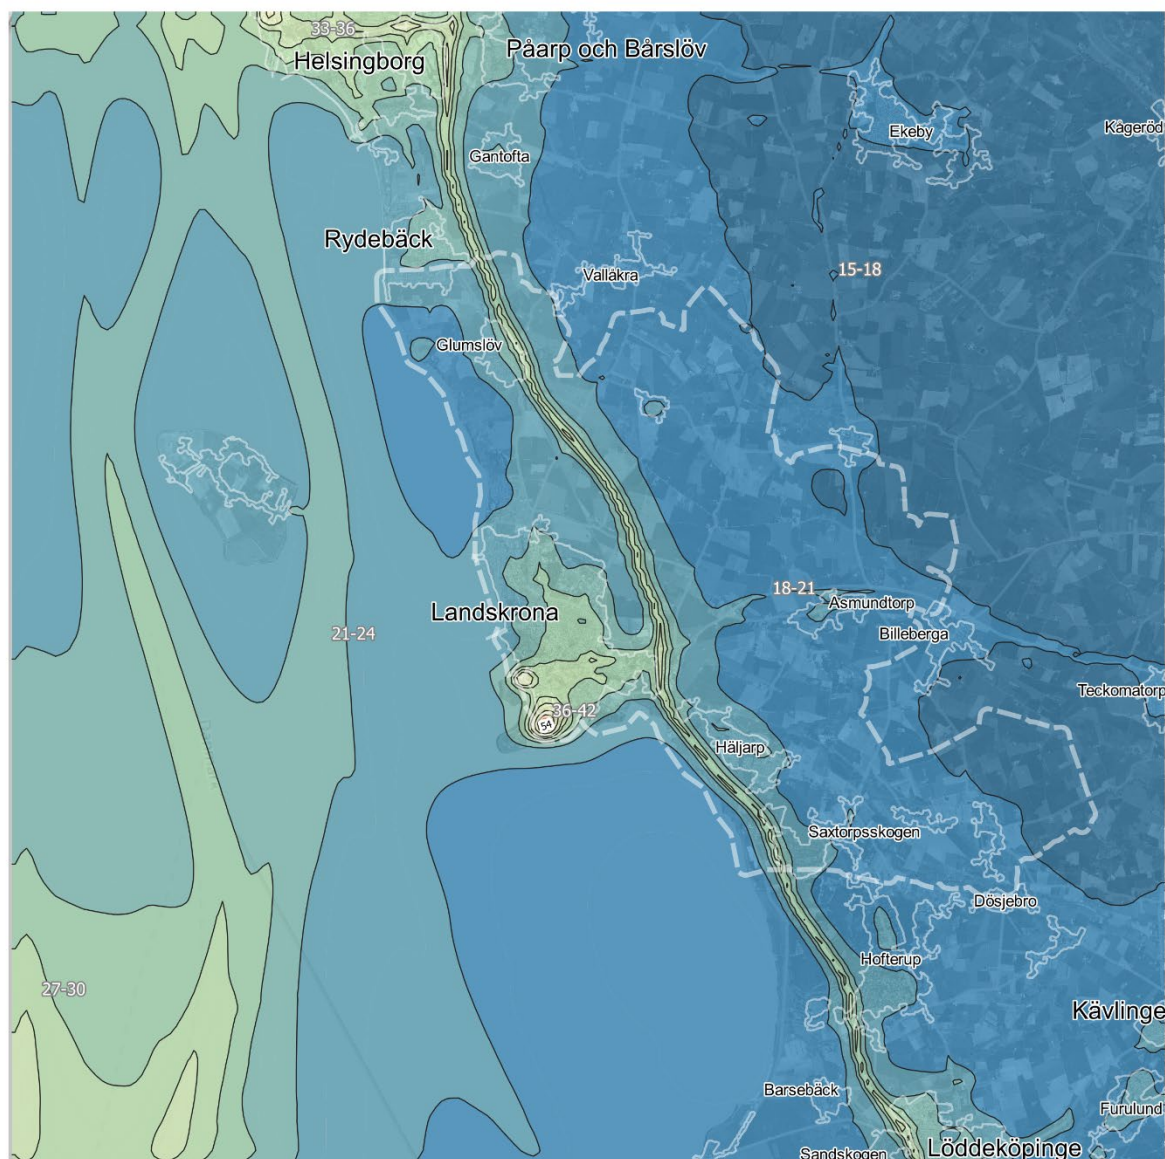 33-36
Helsingborg
Påarp och Bårslöv
Ekeby
Kågeröd
Gantofta
Rydebäck
Vallåkra
15-18
Glumslöv
18-21
Asmundtorp
Landskrona
21-24
Billeberga
Teckomatorp
36-42
54
Häljarp
Saxtorpsskogen
Dösjebro
Hofterup
27-30
Kävlinge
Barsebäck
Furulund
Löddeköpinge
Sandskogen